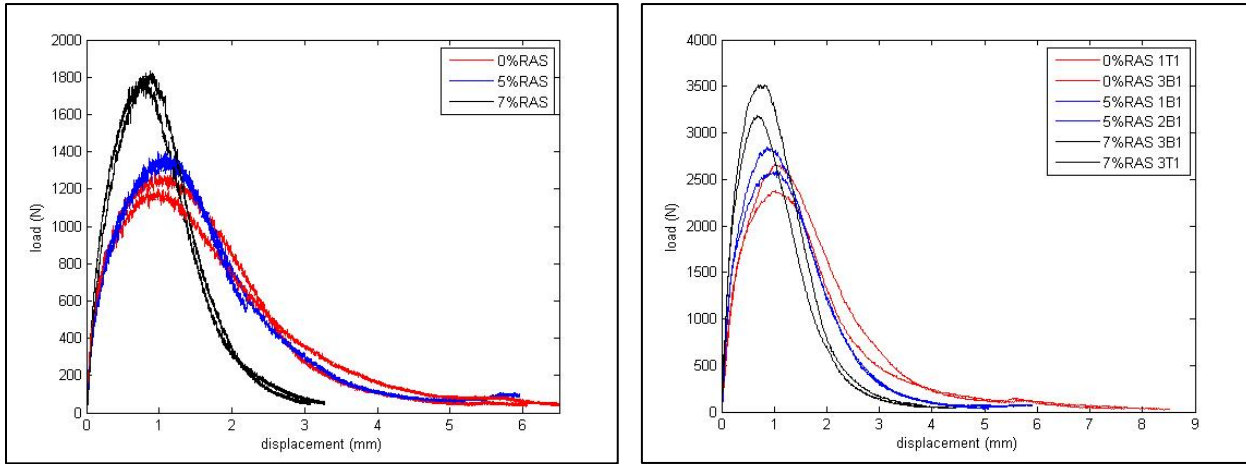 2000
1800
1600
1400
1200
1000
800
600
400
200
0
load (N)
0 1 2 3 4 5 6
displacement (mm)
0%RAS
5%RAS
7%RAS
4000
3500
3000
2500
2000
1500
1000
500
0
load (N)
0 1 2 3 4 5 6 7 8 9
displacement (mm)
0%RAS 1T1
0%RAS 3B1
5%RAS 1B1
5%RAS 2B1
7%RAS 3B1
7%RAS 3T1